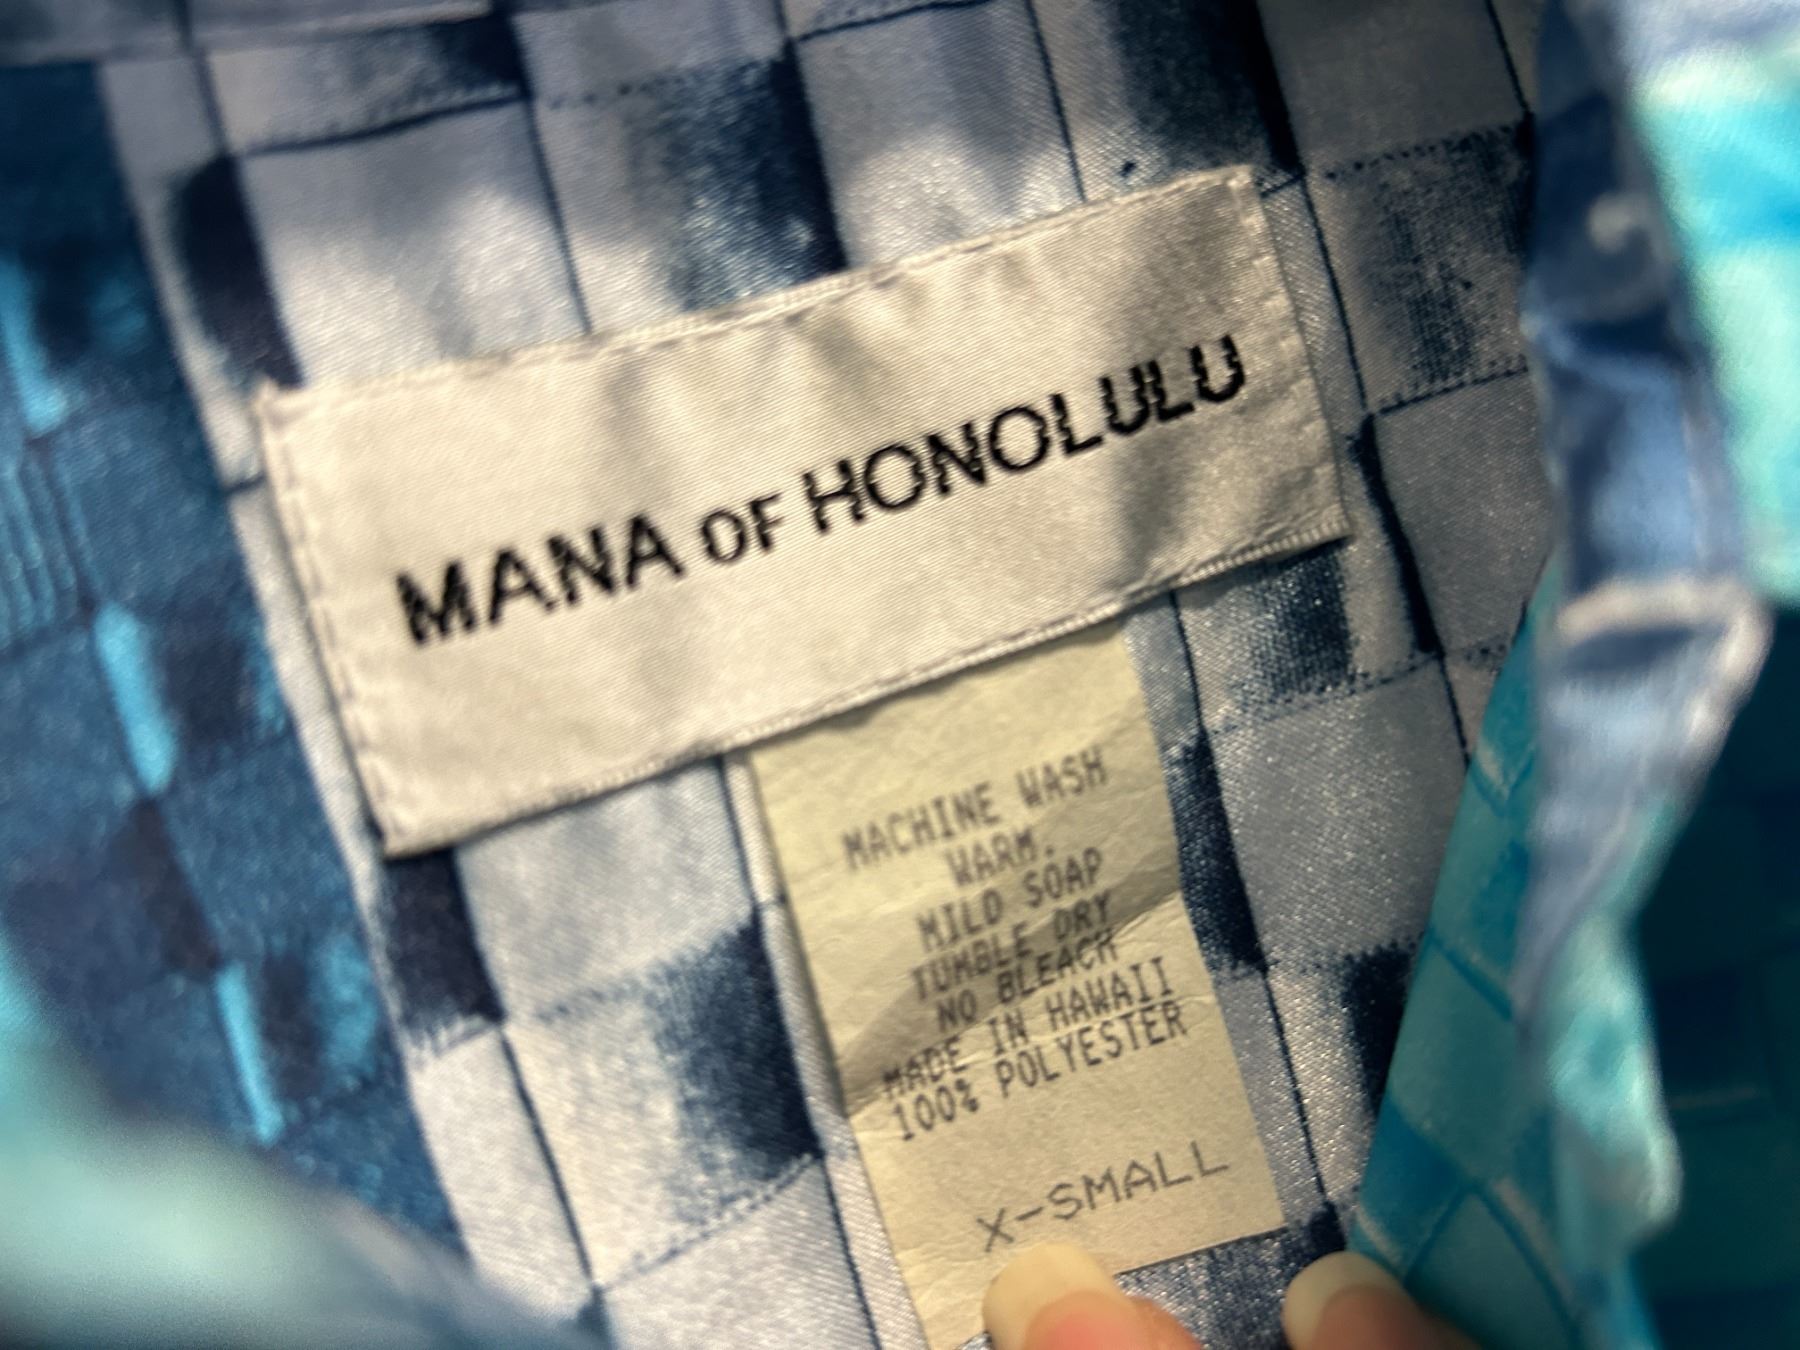 MANA OF HONOLULU
MACHINE WASH
WARM.
MILD SOAP
TUMBLE DRY
NO BLEACH
MADE IN HAWAII
100% POLYESTER
X-SMALL